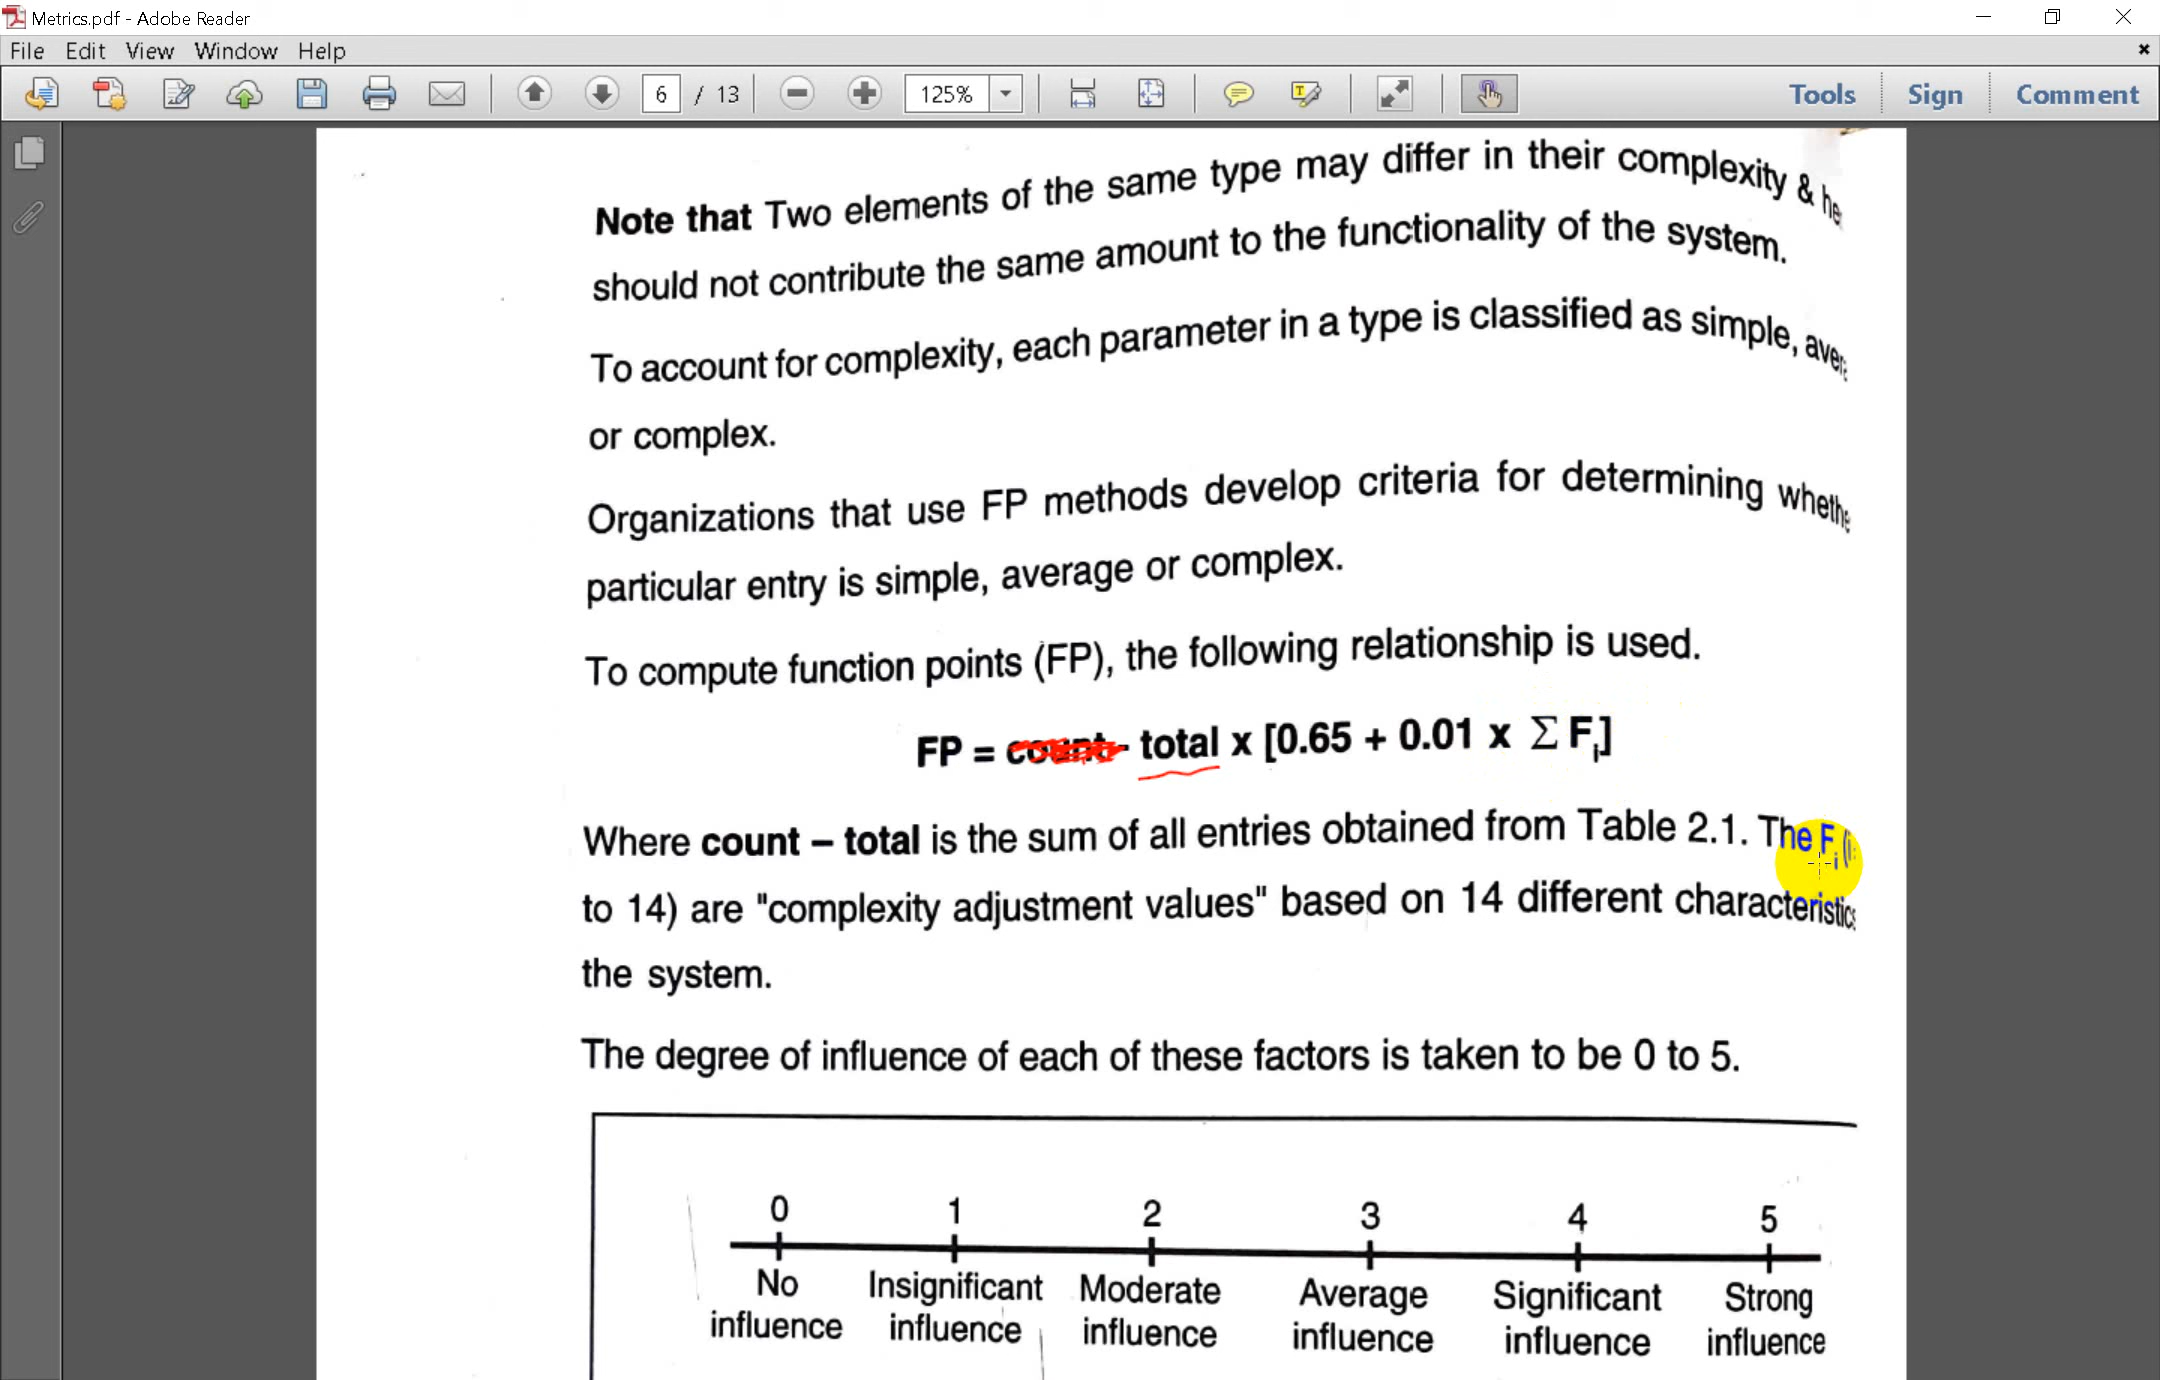 Metrics.pdf - Adobe Reader
File Edit View Window Help
6 / 13 125% Tools Sign Comment
Note that Two elements of the same type may differ in their complexity &
should not contribute the same amount to the functionality of the system.
To account for complexity, each parameter in a type is classified as simple,
or complex.
Organizations that use FP methods develop criteria for determining
particular entry is simple, average or complex.
To compute function points (FP), the following relationship is used.
FP = count - total x [0.65 + 0.01 x Σ Fi]
Where count – total is the sum of all entries obtained from Table 2.1. The Fi
to 14) are "complexity adjustment values" based on 14 different characteristics
the system.
The degree of influence of each of these factors is taken to be 0 to 5.
0 1 2 3 4 5
No Insignificant Moderate Average Significant Strong
influence influence influence influence influence influence